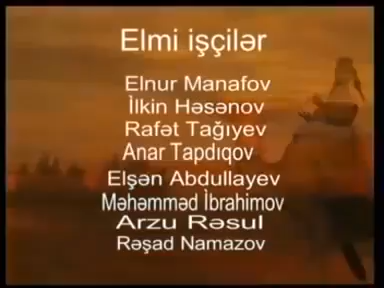 Elmi işçilər
Elnur Manafov
İlkin Həsənov
Rafət Tağıyev
Anar Tapdıqov
Elşən Abdullayev
Məhəmməd İbrahimov
Arzu Rəsul
Rəşad Namazov